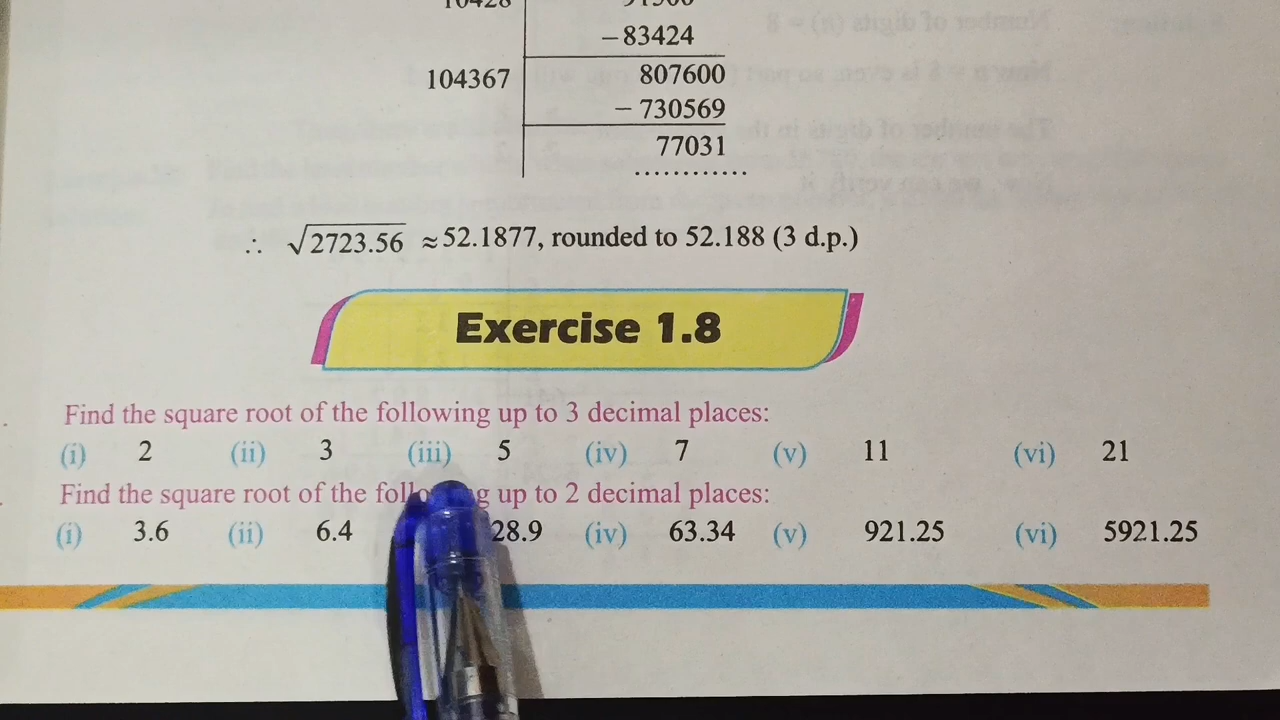 − 83424
104367 807600
− 730569
77031
............
∴ √2723.56 ≈ 52.1877, rounded to 52.188 (3 d.p.)
Exercise 1.8
Find the square root of the following up to 3 decimal places:
(i) 2 (ii) 3 (iii) 5 (iv) 7 (v) 11 (vi) 21
Find the square root of the following up to 2 decimal places:
(i) 3.6 (ii) 6.4 28.9 (iv) 63.34 (v) 921.25 (vi) 5921.25